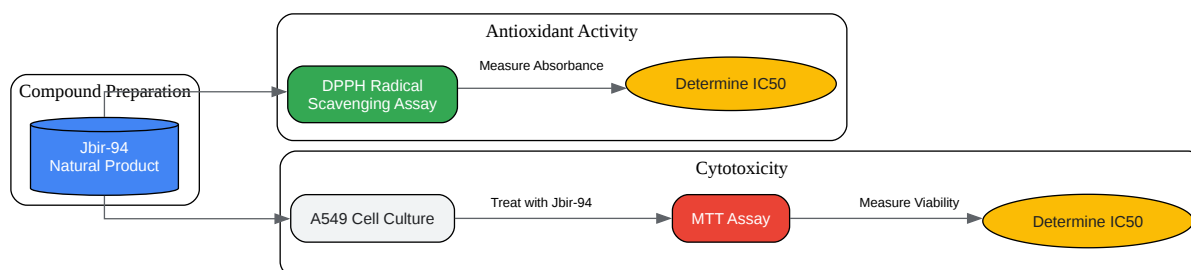 Antioxidant Activity
Compound Preparation
DPPH Radical
Scavenging Assay
Measure Absorbance
Determine IC50
Jbir-94
Natural Product
Cytotoxicity
A549 Cell Culture
Treat with Jbir-94
MTT Assay
Measure Viability
Determine IC50